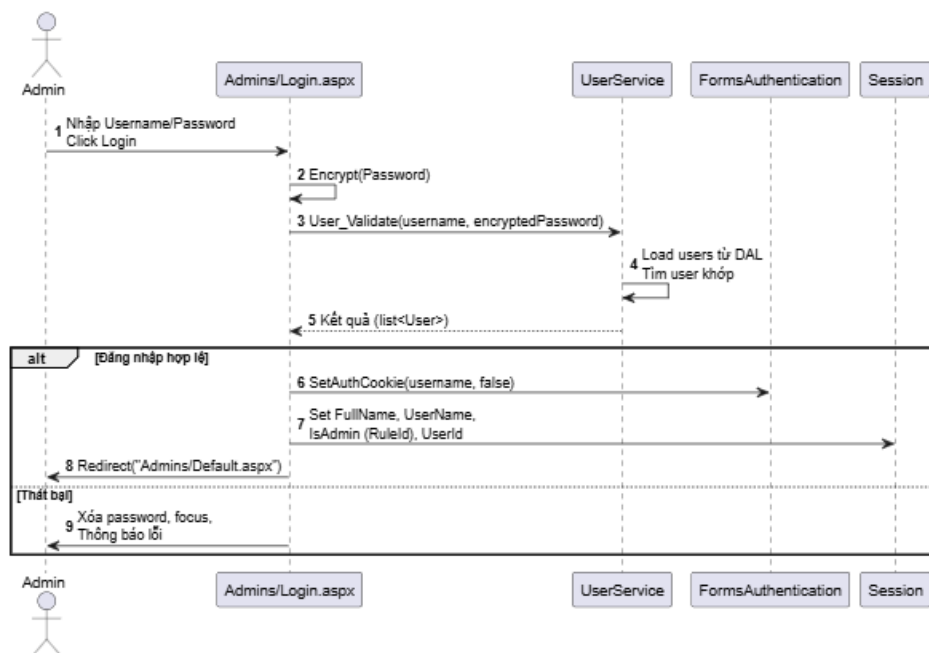 Admin
Admins/Login.aspx
UserService
FormsAuthentication
Session
1 Nhập Username/Password
Click Login
2 Encrypt(Password)
3 User_Validate(username, encryptedPassword)
4 Load users từ DAL
Tìm user khớp
5 Kết quả (list<User>)
alt [Đăng nhập hợp lệ]
6 SetAuthCookie(username, false)
7 Set FullName, UserName,
IsAdmin (RuleId), UserId
8 Redirect("Admins/Default.aspx")
[Thất bại]
9 Xóa password, focus,
Thông báo lỗi
Admin
Admins/Login.aspx
UserService
FormsAuthentication
Session